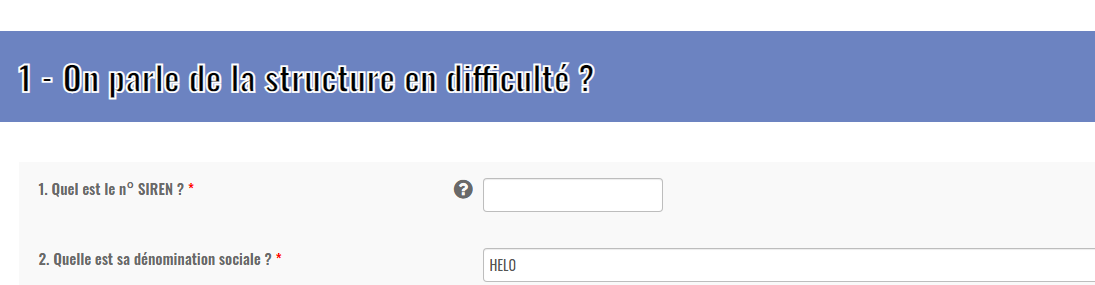 1 - On parle de la structure en difficulté ?
1. Quel est le n° SIREN ? *
2. Quelle est sa dénomination sociale ? *
HELO